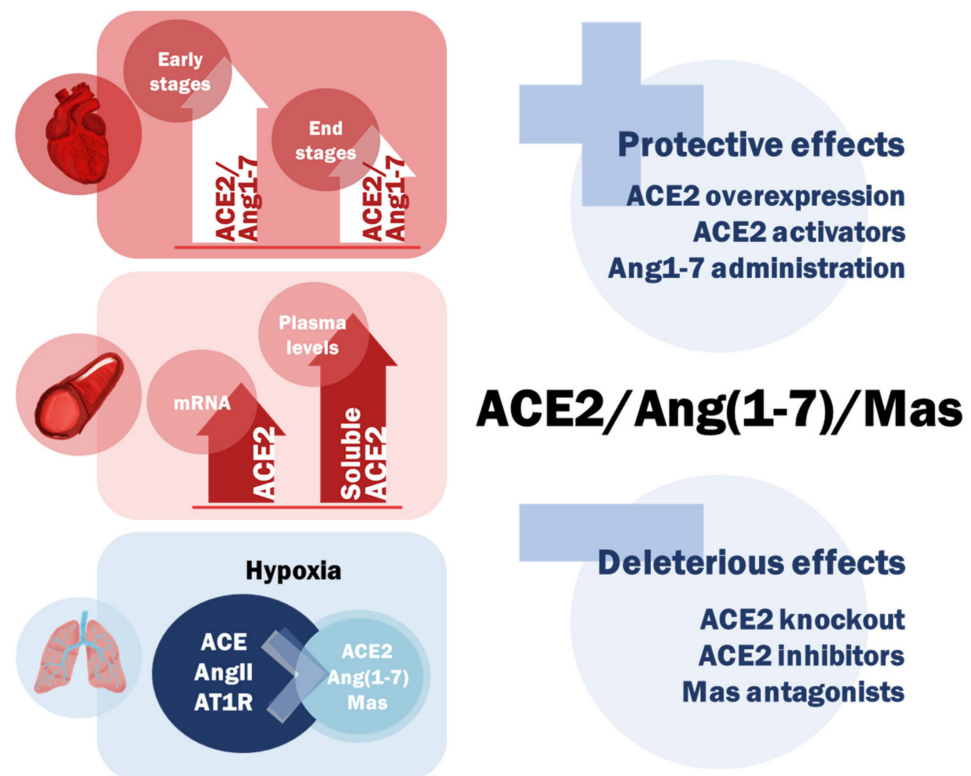 Early
stages
ACE2/
Ang1-7
End
stages
ACE2/
Ang1-7
mRNA
ACE2
Plasma
levels
Soluble
ACE2
Hypoxia
ACE
AngII
AT1R
ACE2
Ang(1-7)
Mas
Protective effects
ACE2 overexpression
ACE2 activators
Ang1-7 administration
ACE2/Ang(1-7)/Mas
Deleterious effects
ACE2 knockout
ACE2 inhibitors
Mas antagonists